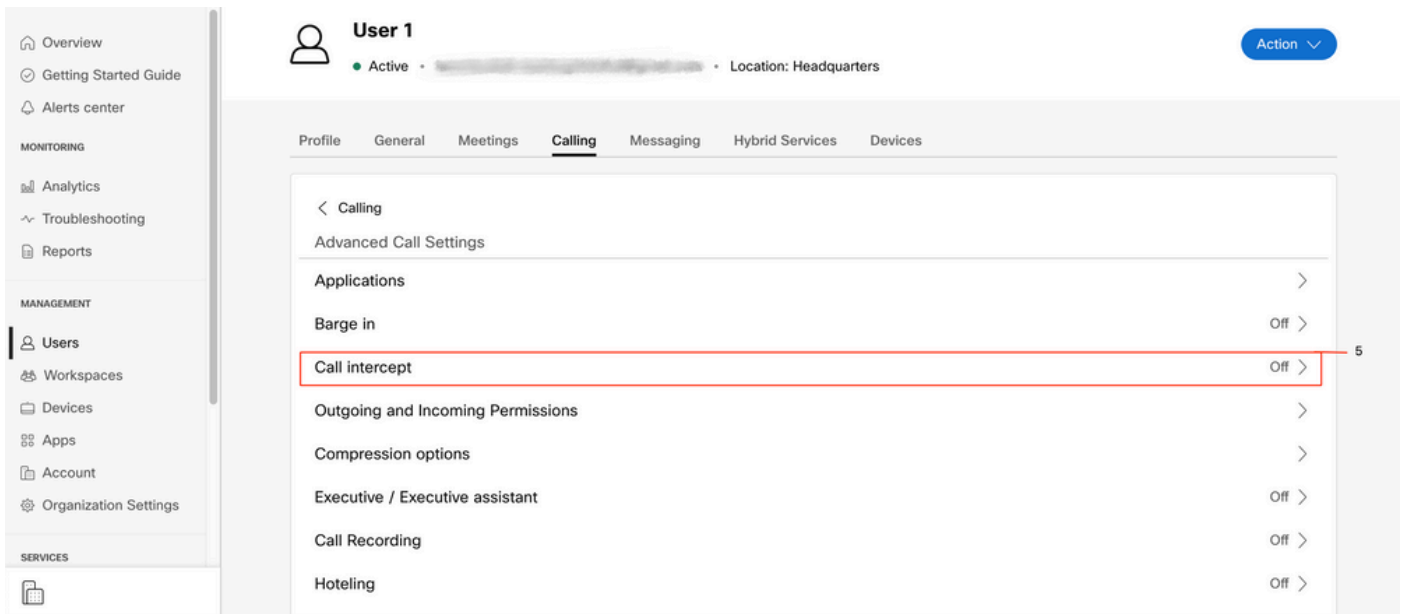 Overview
Getting Started Guide
Alerts center
MONITORING
Analytics
Troubleshooting
Reports
MANAGEMENT
Users
Workspaces
Devices
Apps
Account
Organization Settings
SERVICES
User 1
Active • • Location: Headquarters
Action
Profile General Meetings Calling Messaging Hybrid Services Devices
Calling
Advanced Call Settings
Applications
Barge in Off
Call intercept Off 5
Outgoing and Incoming Permissions
Compression options
Executive / Executive assistant Off
Call Recording Off
Hoteling Off